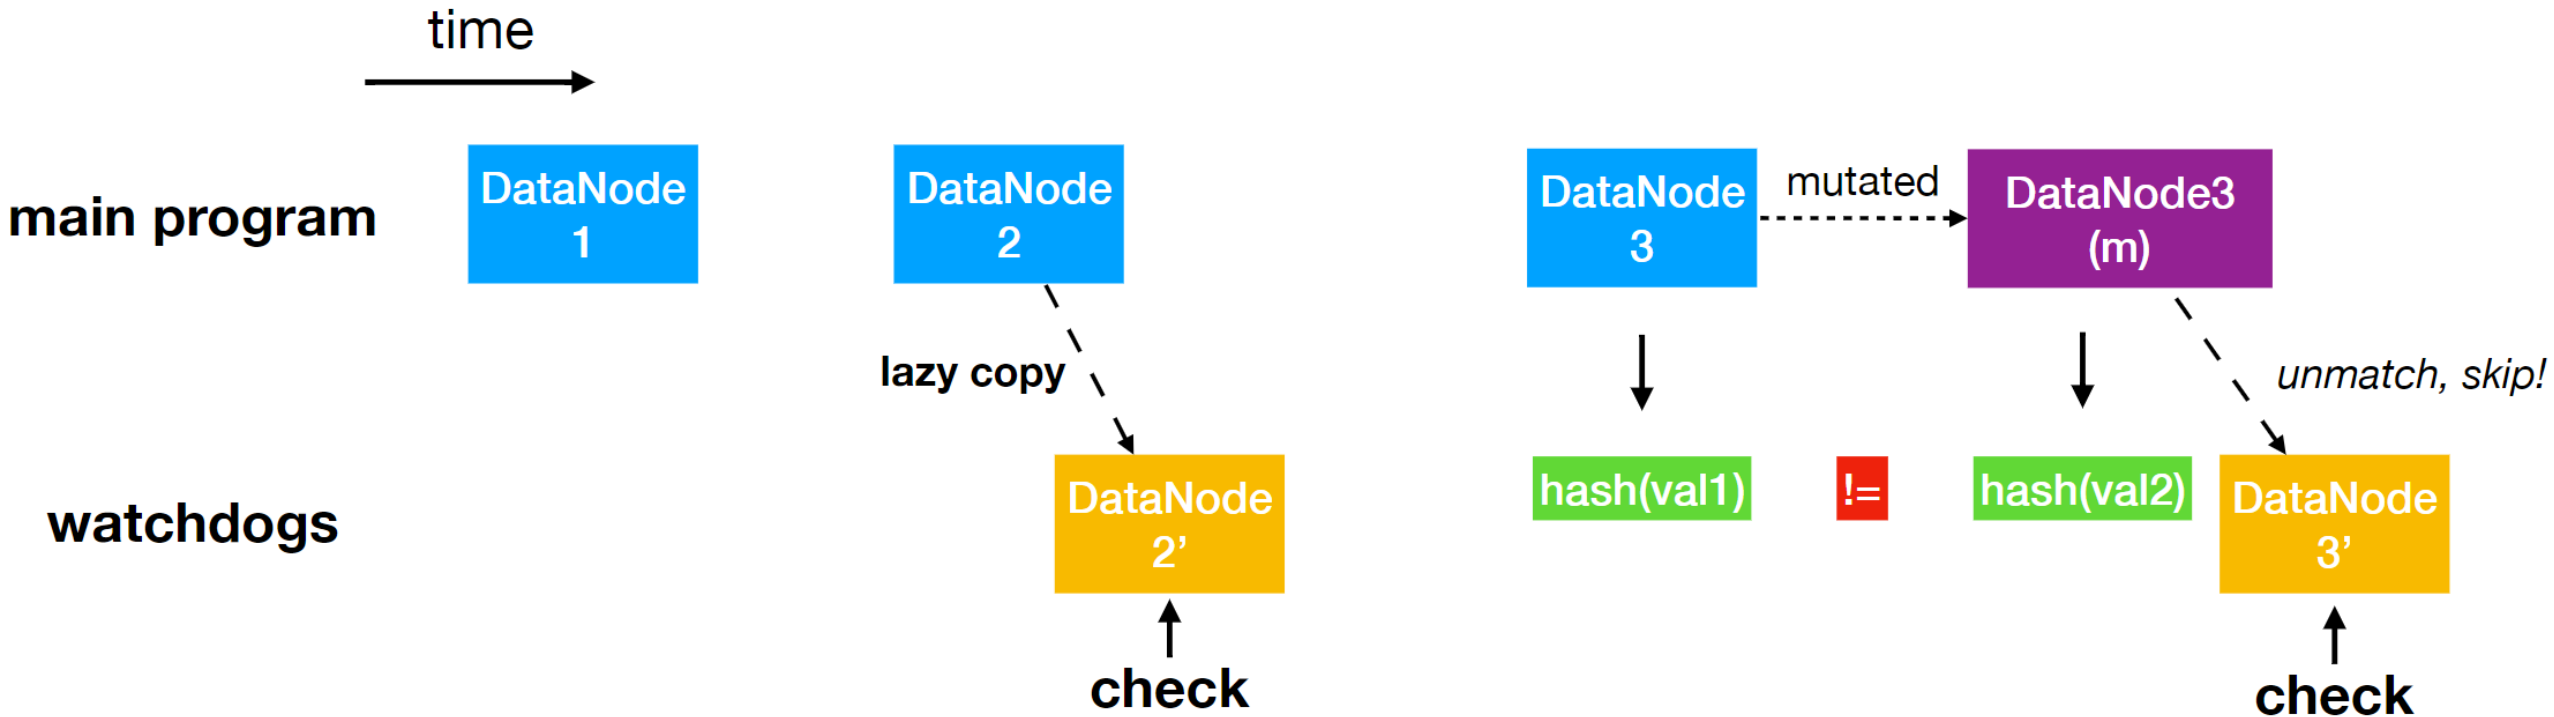 time
main program
DataNode
1
DataNode
2
DataNode
3
mutated
DataNode3
(m)
lazy copy
unmatch, skip!
watchdogs
DataNode
2’
hash(val1)
!=
hash(val2)
DataNode
3’
check
check